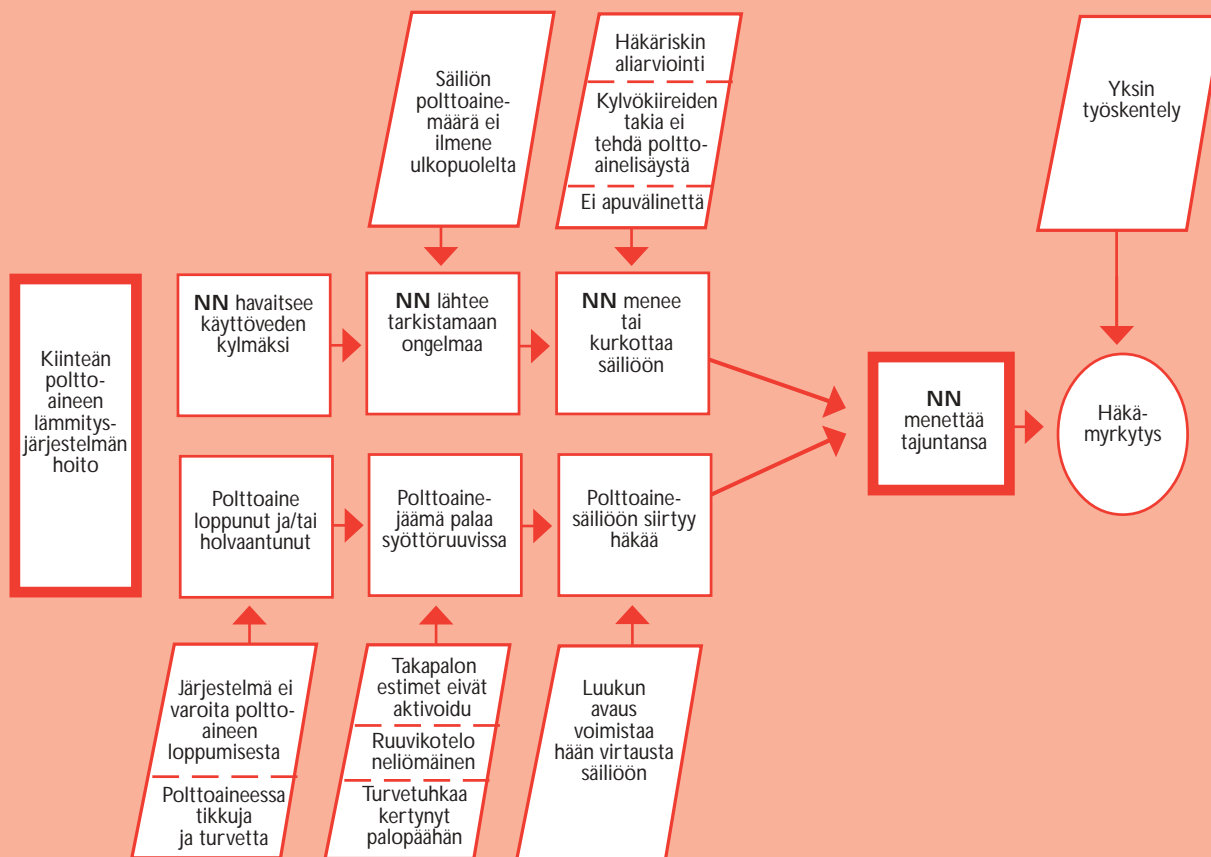 Säiliön
polttoaine-
määrä ei
ilmene
ulkopuolelta
Häkäriskin
aliarviointi
Kylvökiireiden
takia ei
tehdä poltto-
ainelisäystä
Ei apuvälinettä
Yksin
työskentely
Kiinteän
poltto-
aineen
lämmitys-
järjestelmän
hoito
NN havaitsee
käyttöveden
kylmäksi
NN lähtee
tarkistamaan
ongelmaa
NN menee
tai
kurkottaa
säiliöön
NN
menettää
tajuntansa
Häkä-
myrkytys
Polttoaine
loppunut ja/tai
holvaantunut
Polttoaine-
jäämä palaa
syöttöruuvissa
Polttoaine-
säiliöön siirtyy
häkää
Järjestelmä ei
varoita poltto-
aineen
loppumisesta
Polttoaineessa
tikkuja
ja turvetta
Takapalon
estimet eivät
aktivoidu
Ruuvikotelo
neliömäinen
Turvetuhkaa
kertynyt
palopäähän
Luukun
avaus
voimistaa
hään virtausta
säiliöön